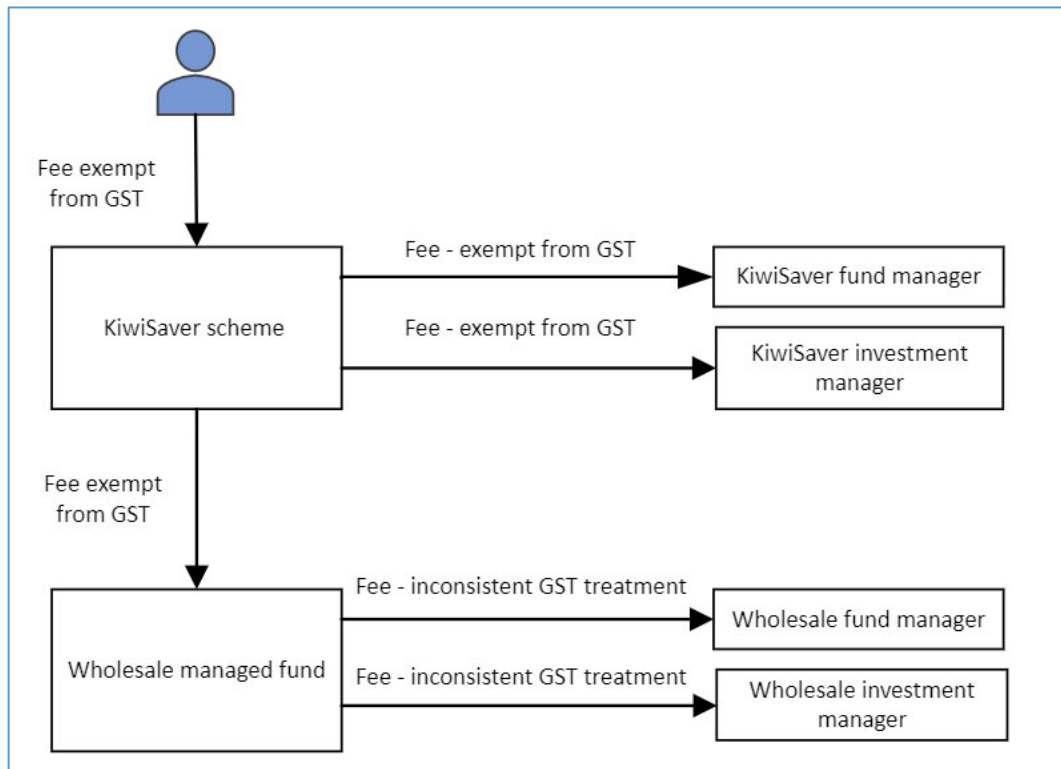 Fee exempt
from GST
Fee - exempt from GST
KiwiSaver fund manager
KiwiSaver scheme
Fee - exempt from GST
KiwiSaver investment
manager
Fee exempt
from GST
Fee - inconsistent GST treatment
Wholesale fund manager
Wholesale managed fund
Fee - inconsistent GST treatment
Wholesale investment
manager